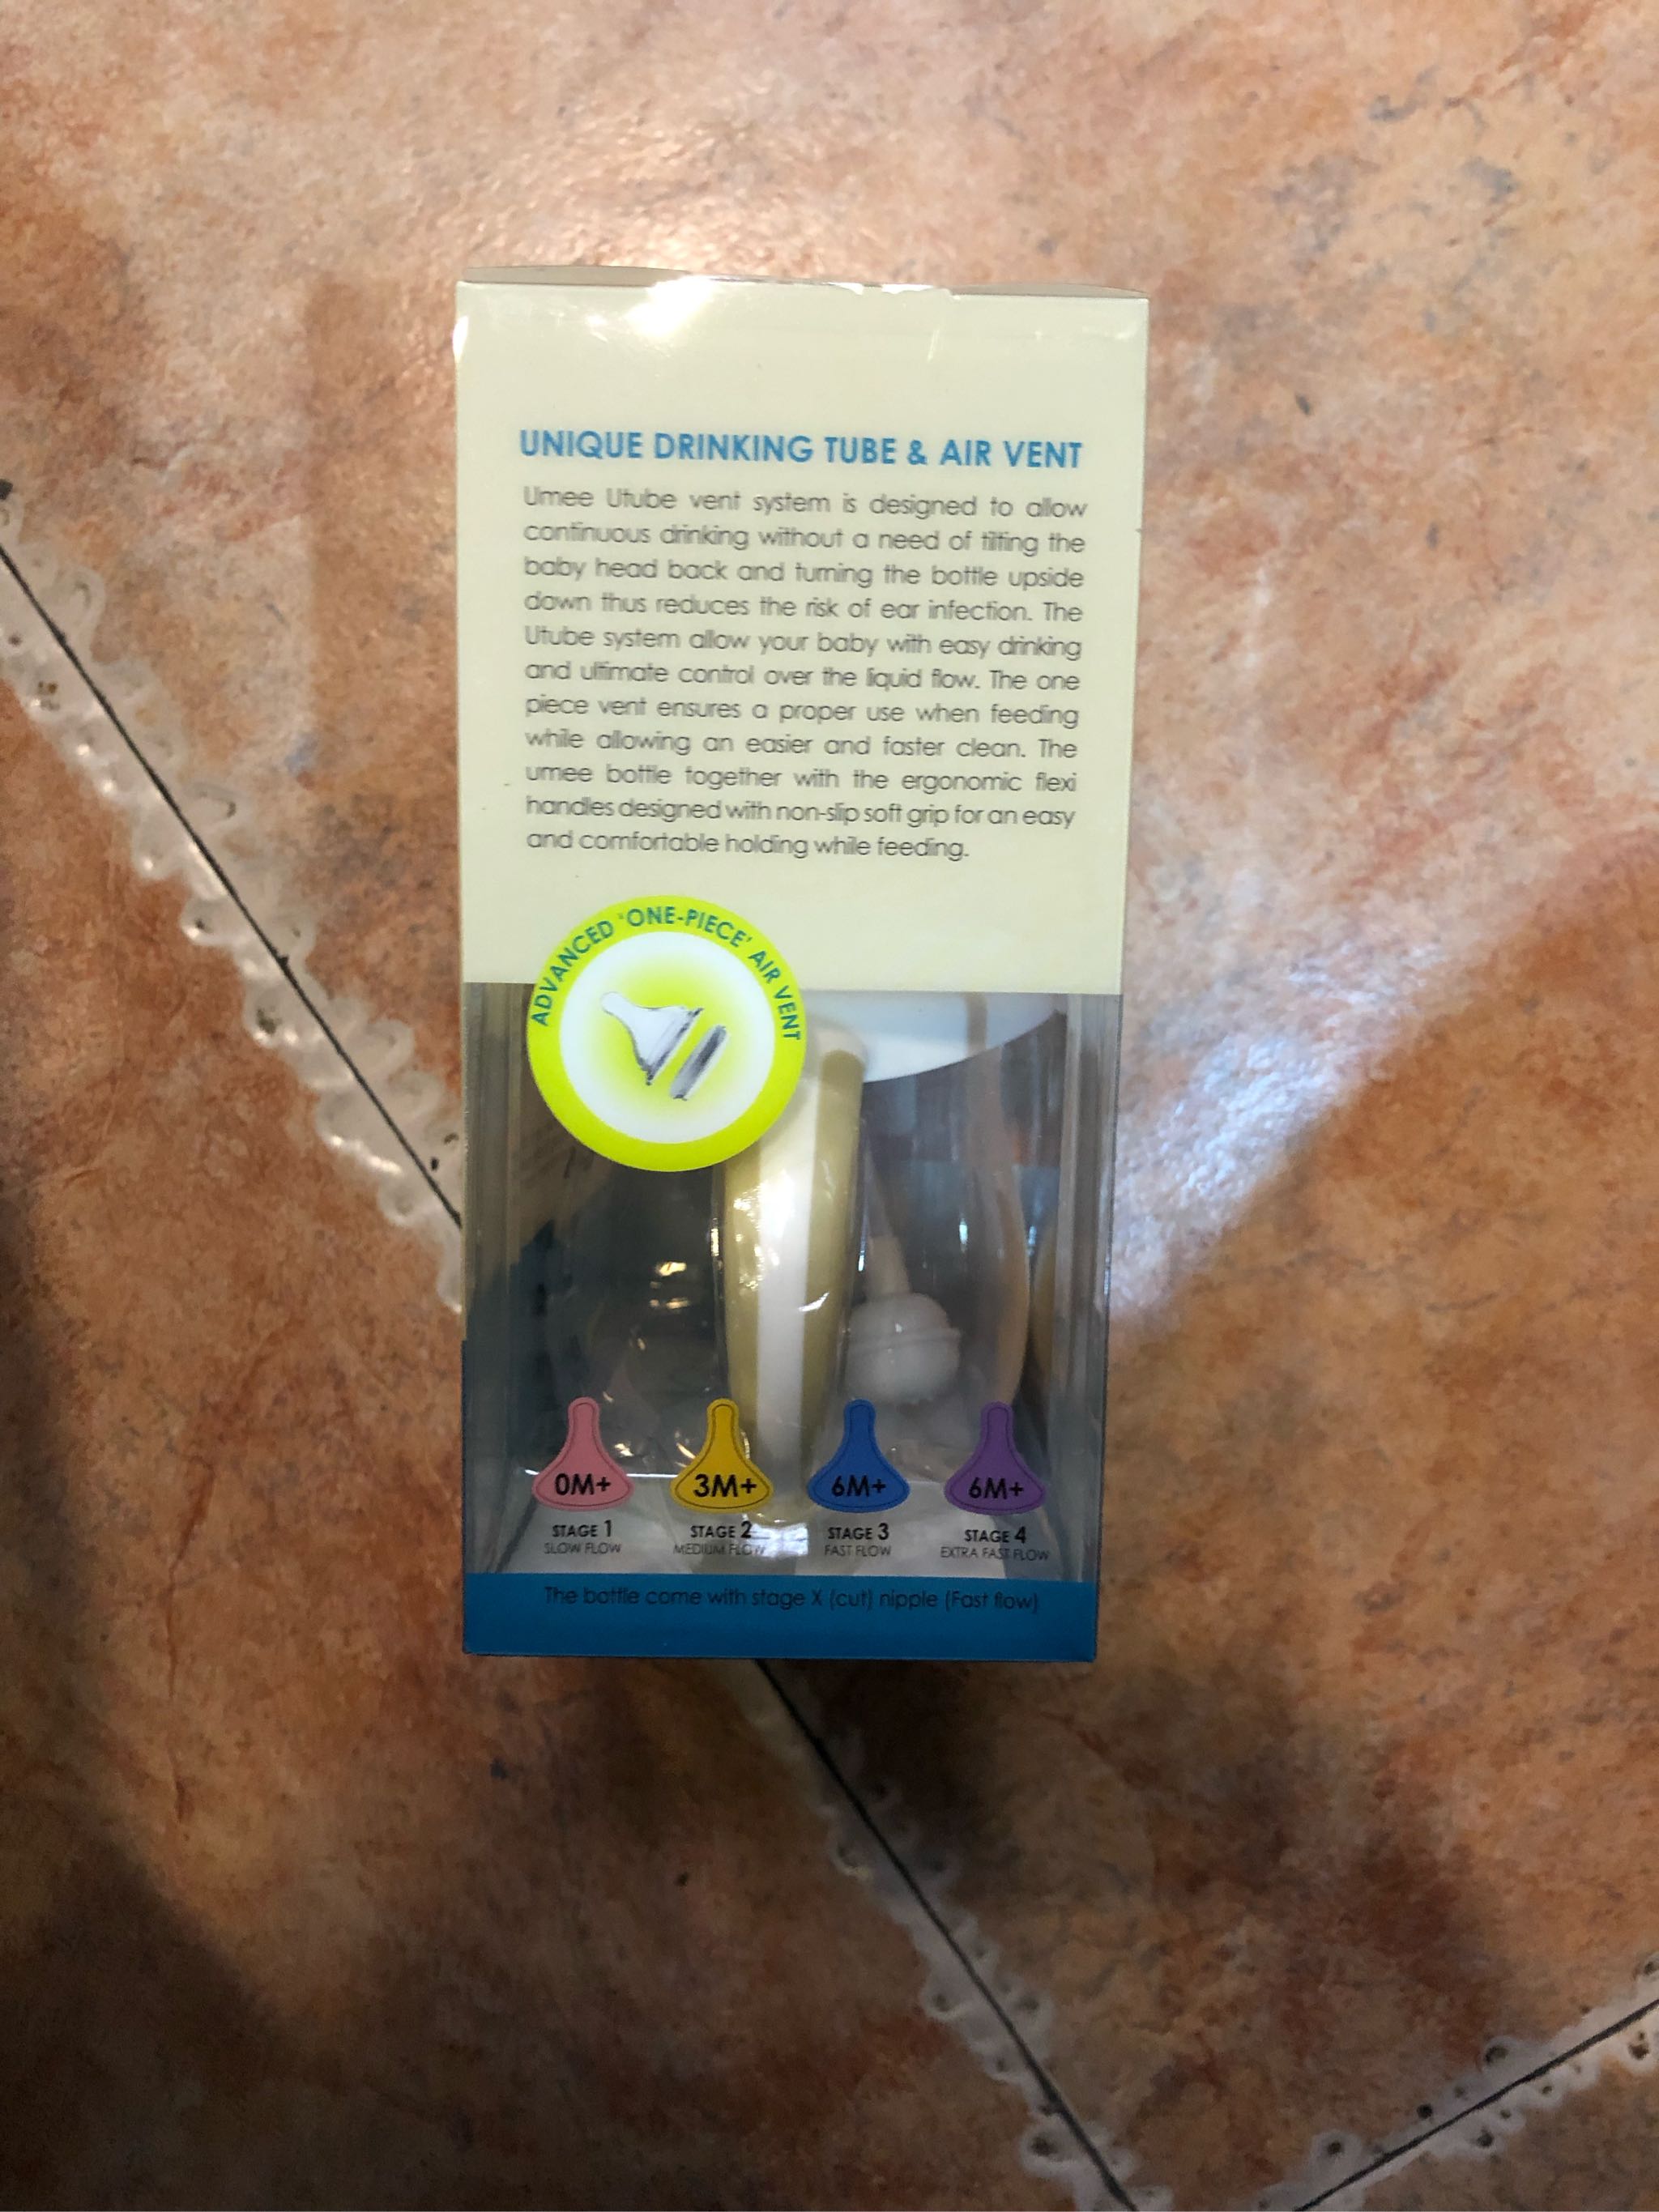 UNIQUE DRINKING TUBE & AIR VENT
Umee Utube vent system is designed to allow
continuous drinking without a need of tilting the
baby head back and turning the bottle upside
down thus reduces the risk of ear infection. The
Utube system allow your baby with easy drinking
and ultimate control over the liquid flow. The one
piece vent ensures a proper use when feeding
while allowing an easier and faster clean. The
umee bottle together with the ergonomic flexi
handles designed with non-slip soft grip for an easy
and comfortable holding while feeding.
ADVANCED 'ONE-PIECE' AIR VENT
0M+ 3M+ 6M+ 6M+
STAGE 1 STAGE 2 STAGE 3 STAGE 4
SLOW FLOW MEDIUM FLOW FAST FLOW EXTRA FAST FLOW
The bottle come with stage X (cut) nipple (Fast flow)